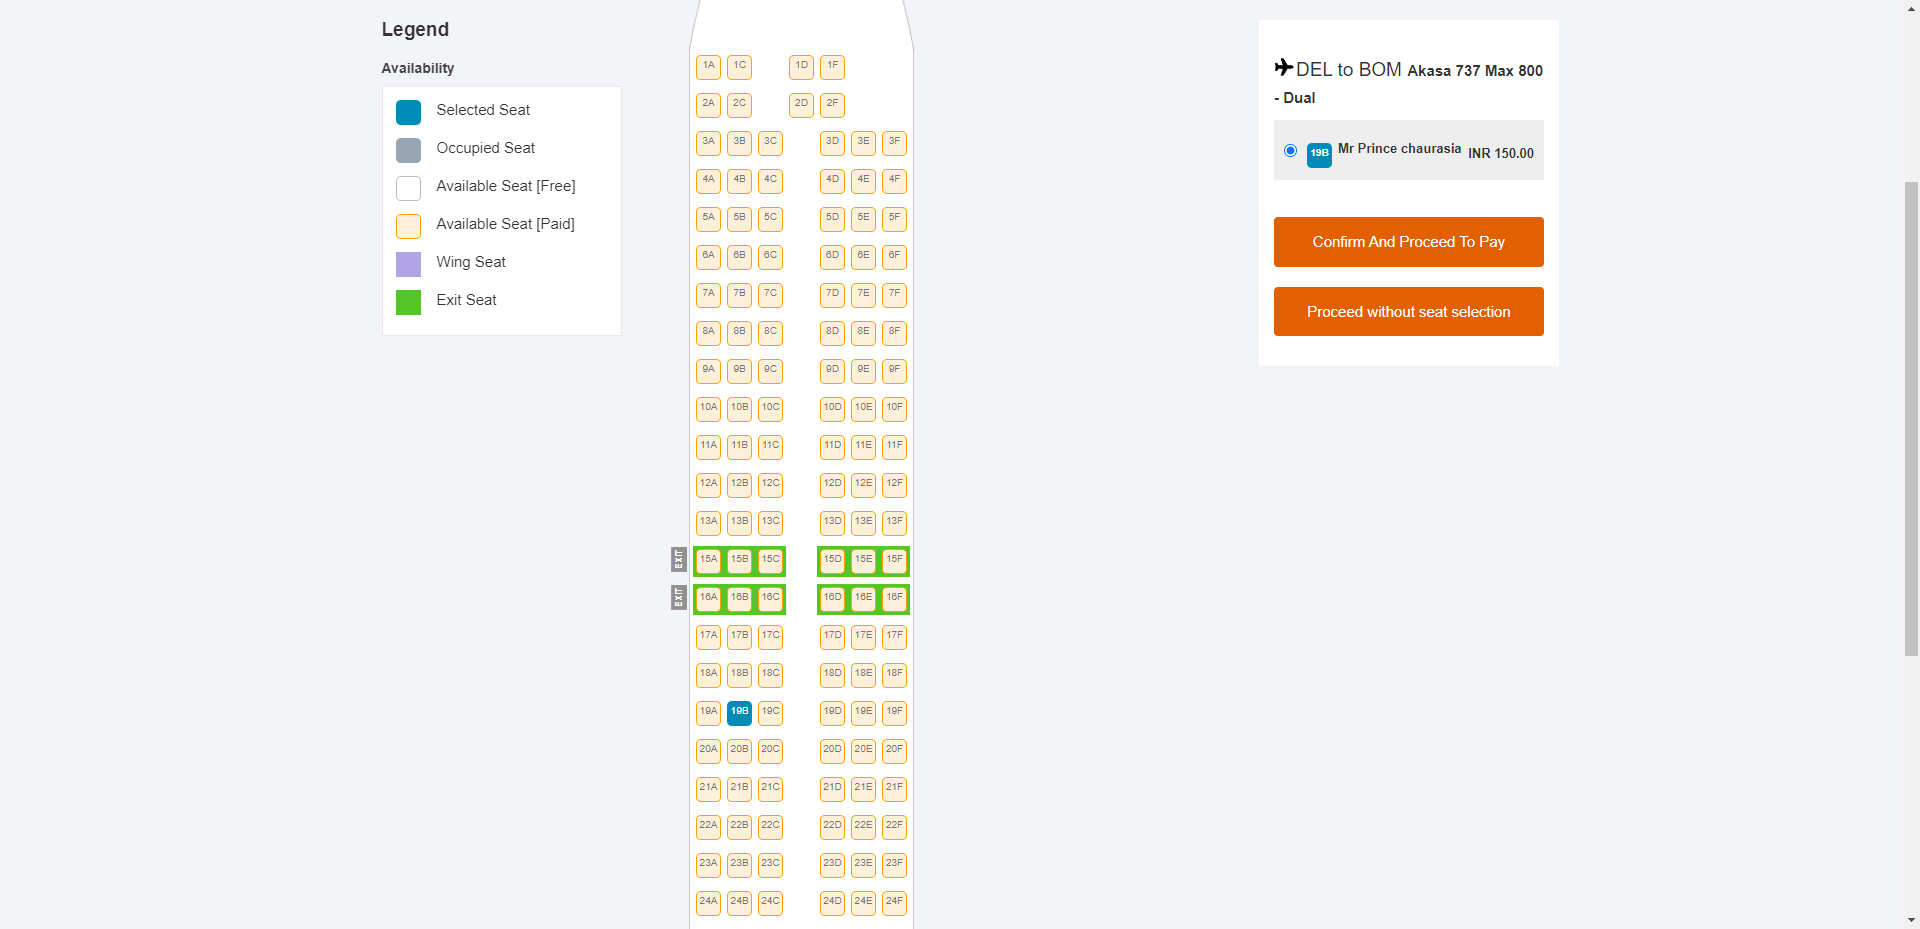 Legend
Availability
Selected Seat
Occupied Seat
Available Seat [Free]
Available Seat [Paid]
Wing Seat
Exit Seat
1A 1C 1D 1F
2A 2C 2D 2F
3A 3B 3C 3D 3E 3F
4A 4B 4C 4D 4E 4F
5A 5B 5C 5D 5E 5F
6A 6B 6C 6D 6E 6F
7A 7B 7C 7D 7E 7F
8A 8B 8C 8D 8E 8F
9A 9B 9C 9D 9E 9F
10A 10B 10C 10D 10E 10F
11A 11B 11C 11D 11E 11F
12A 12B 12C 12D 12E 12F
13A 13B 13C 13D 13E 13F
EXIT 15A 15B 15C 15D 15E 15F
EXIT 16A 16B 16C 16D 16E 16F
17A 17B 17C 17D 17E 17F
18A 18B 18C 18D 18E 18F
19A 19B 19C 19D 19E 19F
20A 20B 20C 20D 20E 20F
21A 21B 21C 21D 21E 21F
22A 22B 22C 22D 22E 22F
23A 23B 23C 23D 23E 23F
24A 24B 24C 24D 24E 24F
DEL to BOM Akasa 737 Max 800
- Dual
19B Mr Prince chaurasia INR 150.00
Confirm And Proceed To Pay
Proceed without seat selection